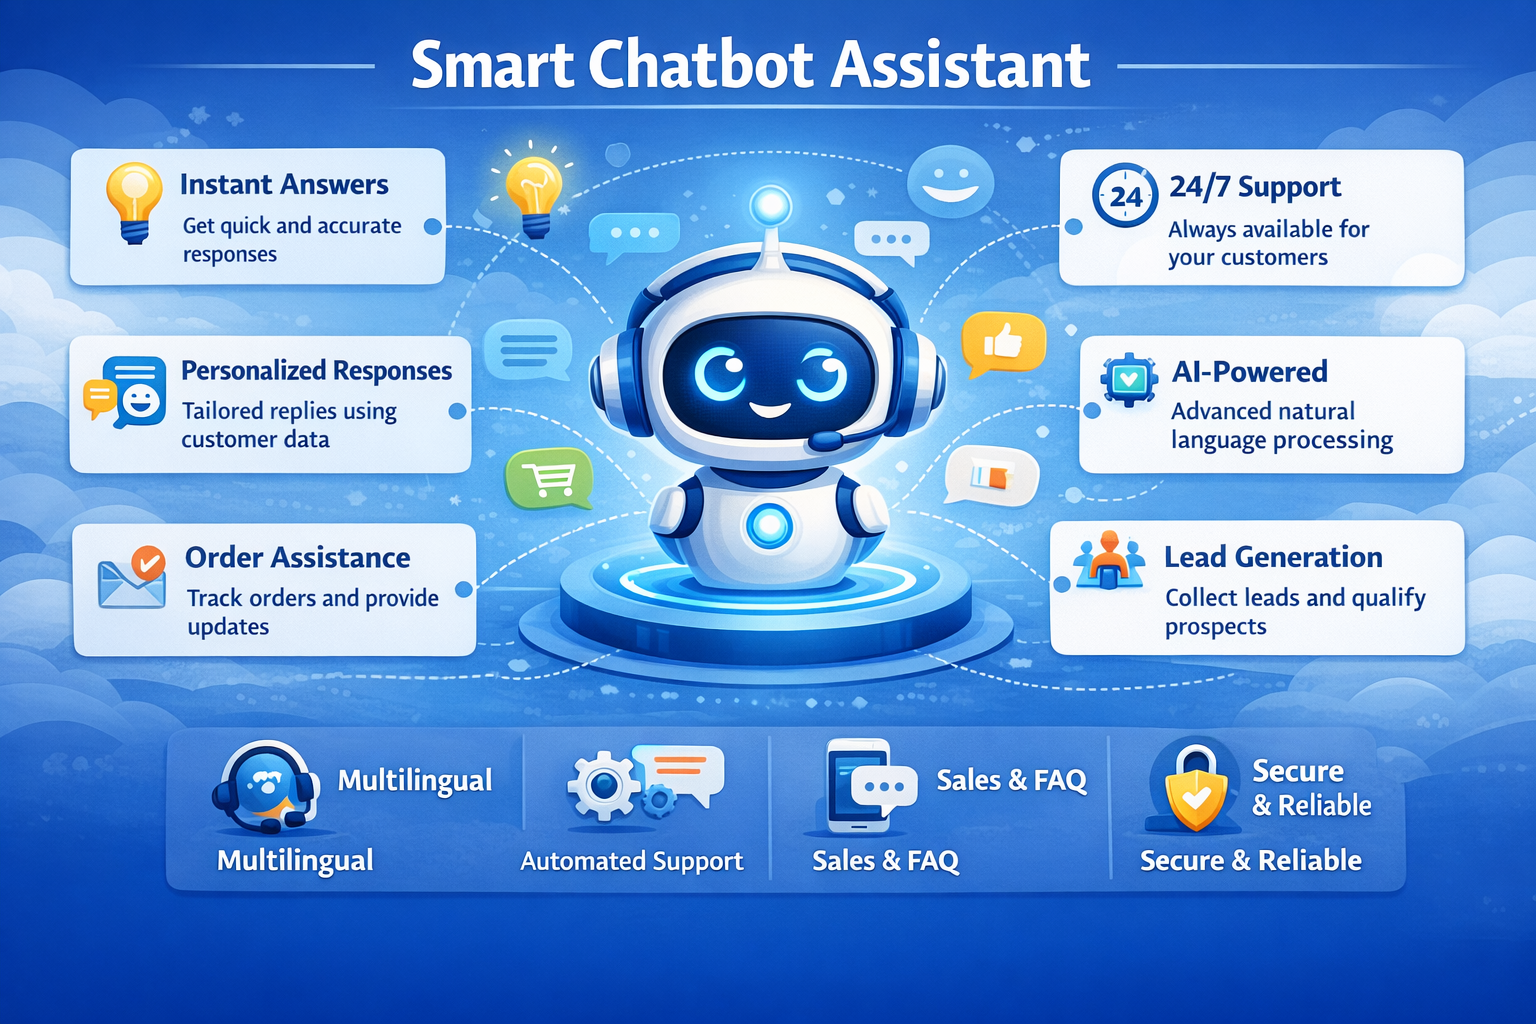 Smart Chatbot Assistant
Instant Answers
Get quick and accurate
responses
Personalized Responses
Tailored replies using
customer data
Order Assistance
Track orders and provide
updates
24
24/7 Support
Always available for
your customers
AI-Powered
Advanced natural
language processing
Lead Generation
Collect leads and qualify
prospects
Multilingual
Multilingual
Automated Support
Sales & FAQ
Sales & FAQ
Secure
& Reliable
Secure & Reliable